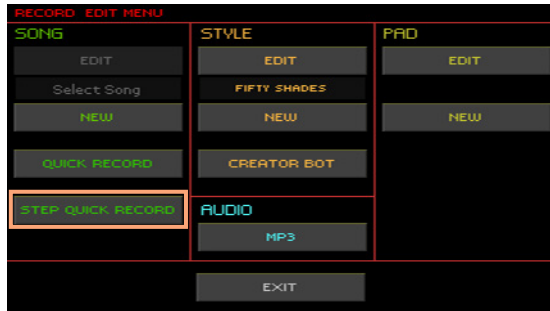 RECORD EDIT MENU
SONG
EDIT
Select Song
NEW
QUICK RECORD
STEP QUICK RECORD
STYLE
EDIT
FIFTY SHADES
NEW
CREATOR BOT
AUDIO
MP3
PAD
EDIT
NEW
EXIT